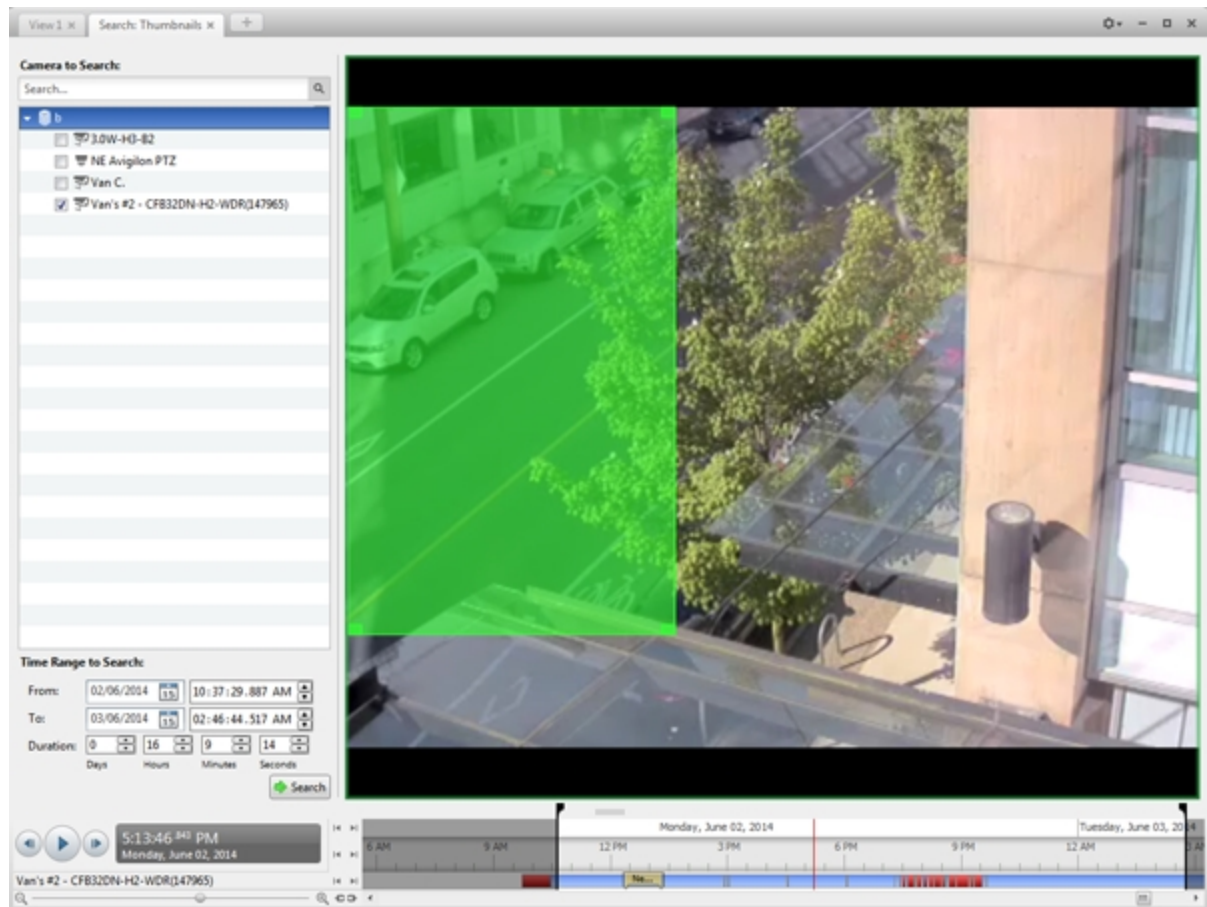 View 1 × Search: Thumbnails × +
Camera to Search:
Search...
b
3.0W-H3-B2
NE Avigilon PTZ
Van C.
Van's #2 - CFB32DN-H2-WDR(147965)
Time Range to Search:
From: 02/06/2014 15 10:37:29.887 AM
To: 03/06/2014 15 02:46:44.517 AM
Duration: 0 16 9 14
Days Hours Minutes Seconds
Search
5:13:46.843 PM
Monday, June 02, 2014
Monday, June 02, 2014 Tuesday, June 03, 2014
6 AM 9 AM 12 PM 3 PM 6 PM 9 PM 12 AM
Van's #2 - CFB32DN-H2-WDR(147965)
Ne...